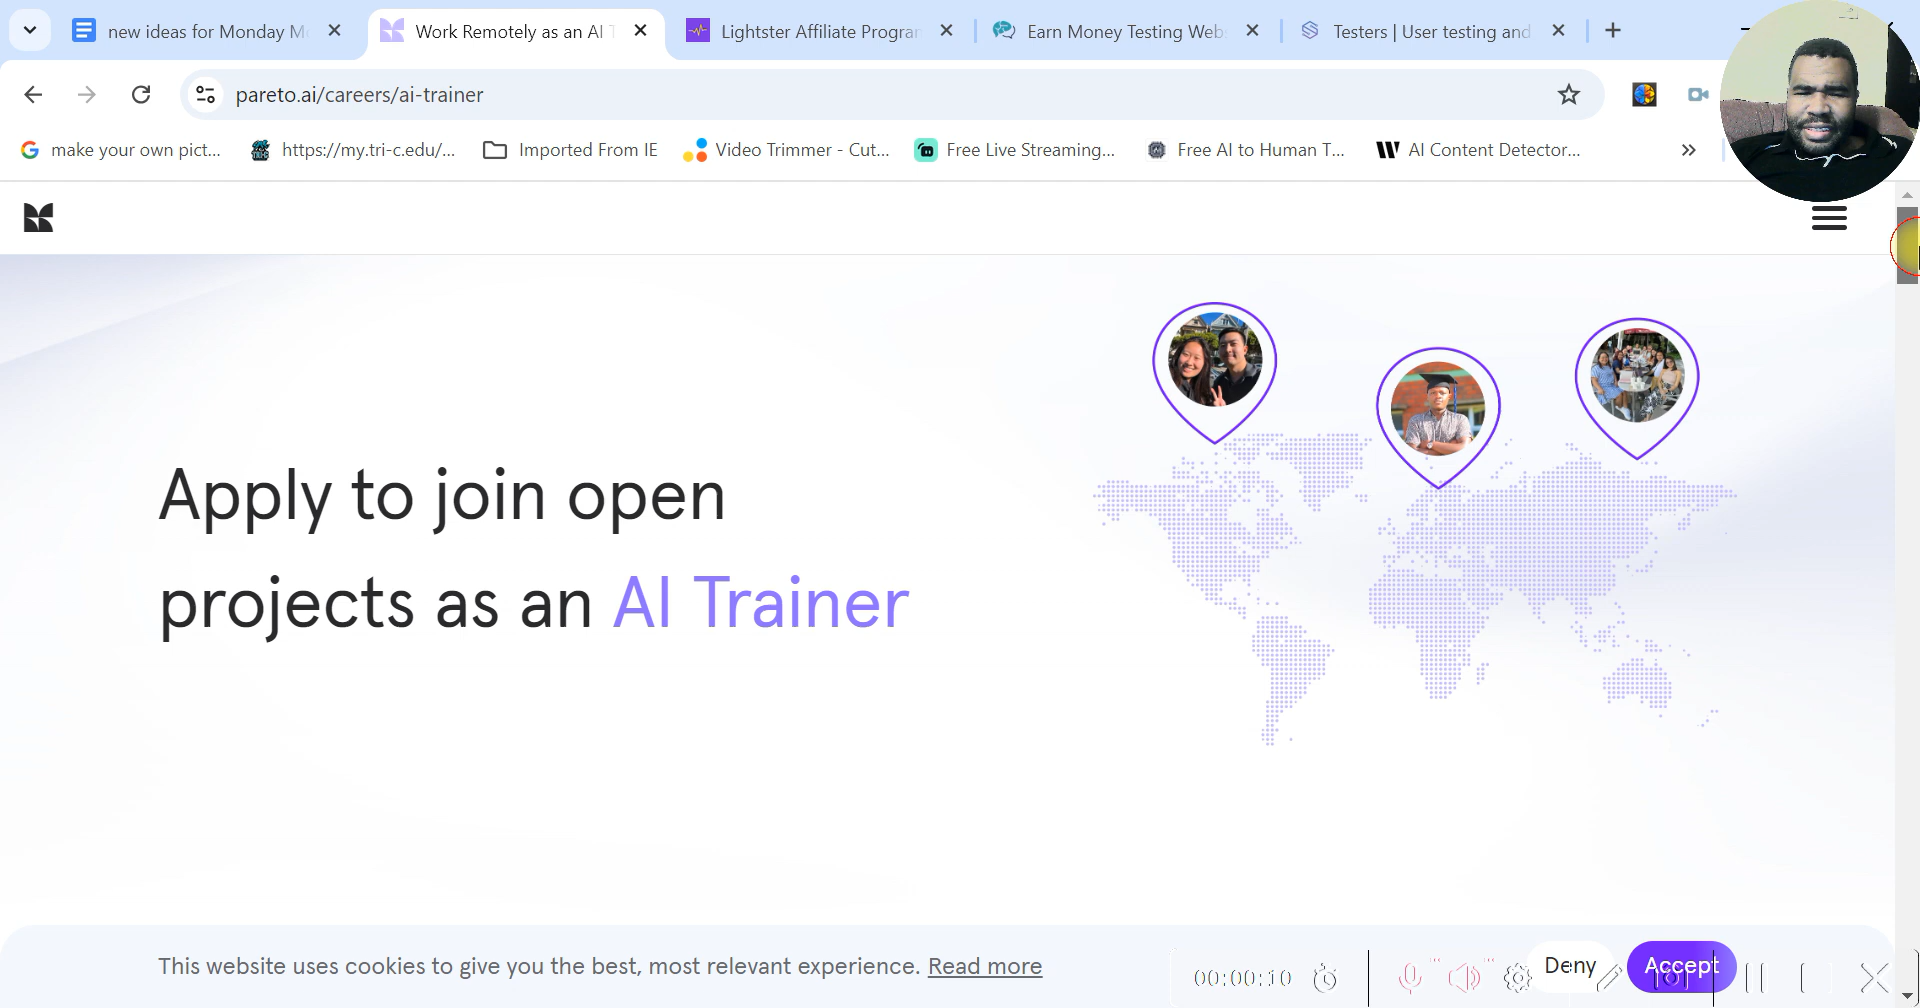 new ideas for Monday M
Work Remotely as an AI T
Lightster Affiliate Program
Earn Money Testing Web
Testers | User testing and
pareto.ai/careers/ai-trainer
make your own pict...
https://my.tri-c.edu/...
Imported From IE
Video Trimmer - Cut...
Free Live Streaming...
Free AI to Human T...
AI Content Detector...
Apply to join open
projects as an AI Trainer
This website uses cookies to give you the best, most relevant experience. Read more
00:00:10
Deny
Accept